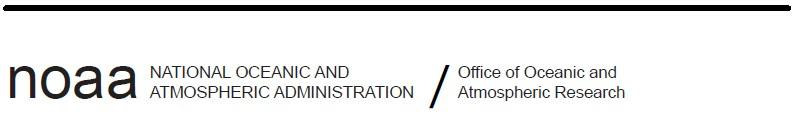 noaa NATIONAL OCEANIC AND
ATMOSPHERIC ADMINISTRATION / Office of Oceanic and
Atmospheric Research